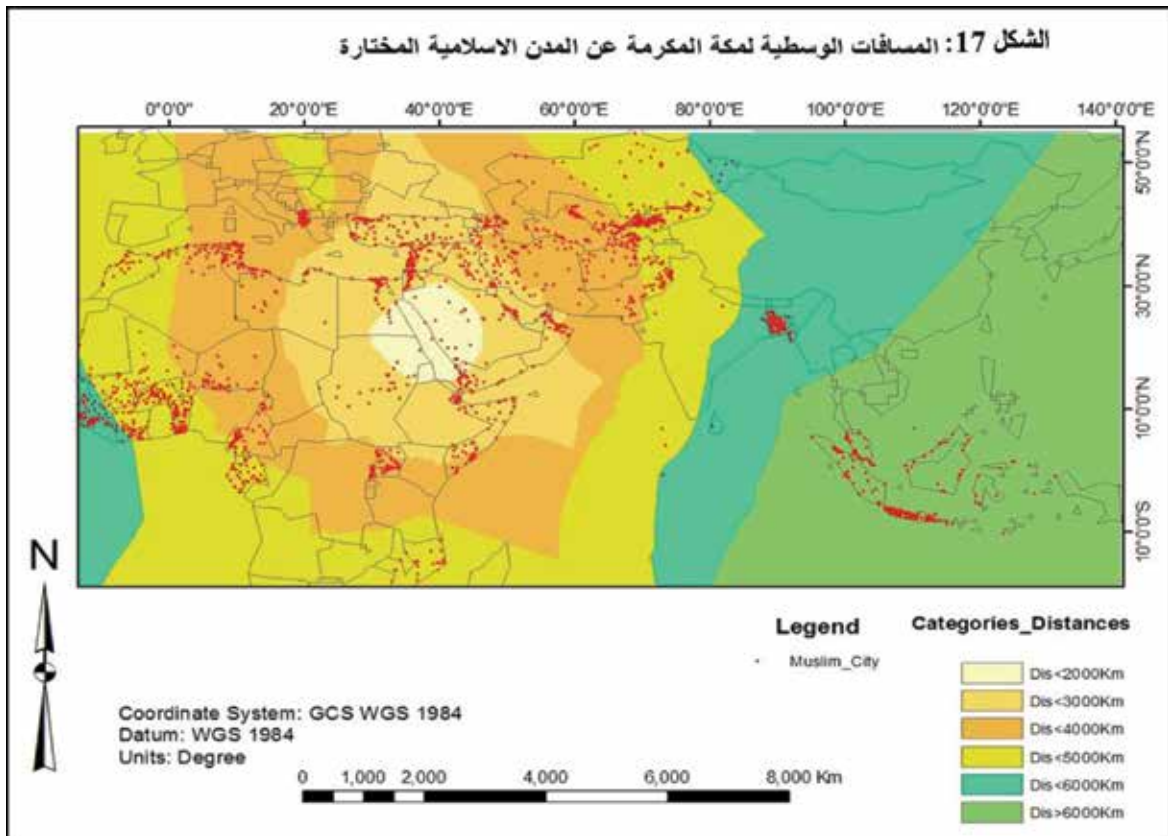 الشكل 17: المسافات الوسطية لمكة المكرمة عن المدن الاسلامية المختارة
0°0'0" 20°0'0"E 40°0'0"E 60°0'0"E 80°0'0"E 100°0'0"E 120°0'0"E 140°0'0"E
50°0'0"N
30°0'0"N
10°0'0"N
10°0'0"S
N
Legend
Muslim_City
Categories_Distances
Dis<2000Km
Dis<3000Km
Dis<4000Km
Dis<5000Km
Dis<6000Km
Dis>6000Km
Coordinate System: GCS WGS 1984
Datum: WGS 1984
Units: Degree
0 1,000 2,000 4,000 6,000 8,000 Km